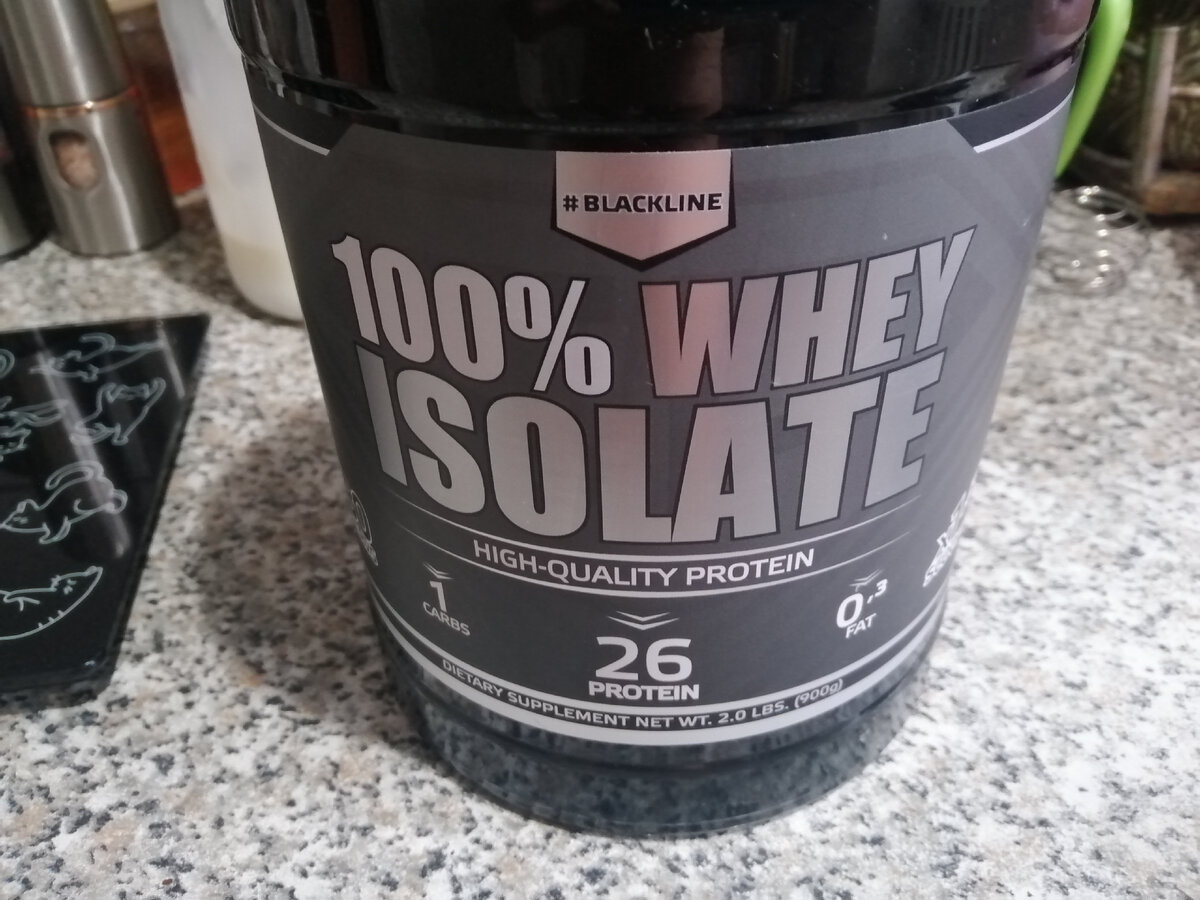 #BLACKLINE
100% WHEY
ISOLATE
HIGH-QUALITY PROTEIN
1
CARBS
26
PROTEIN
0,3
FAT
DIETARY SUPPLEMENT NET WT. 2.0 LBS. (900g)